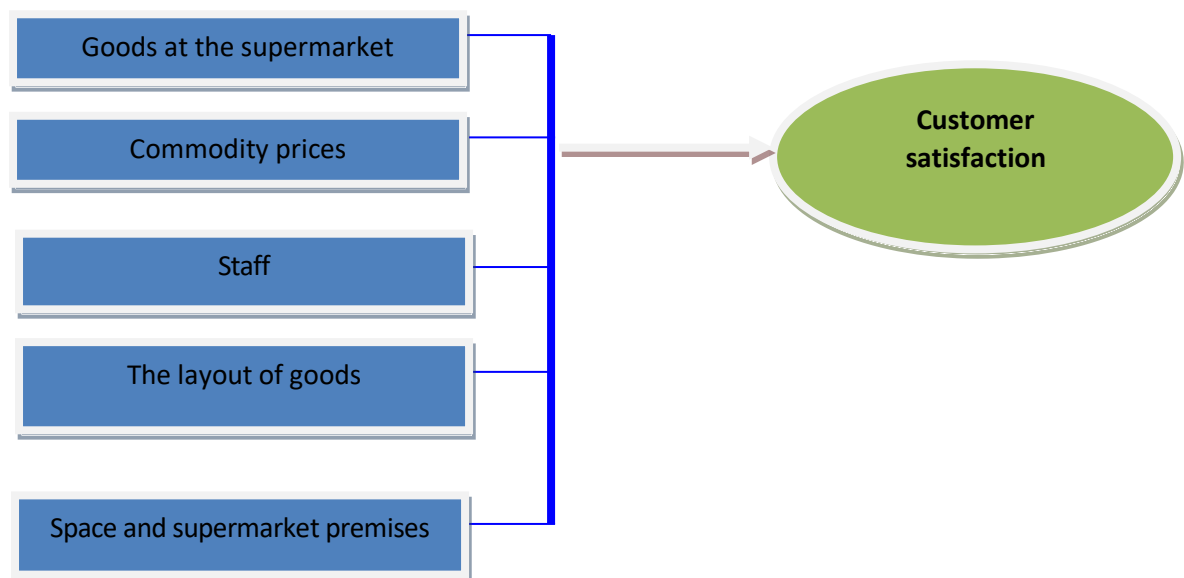 Goods at the supermarket
Commodity prices
Staff
The layout of goods
Space and supermarket premises
Customer
satisfaction